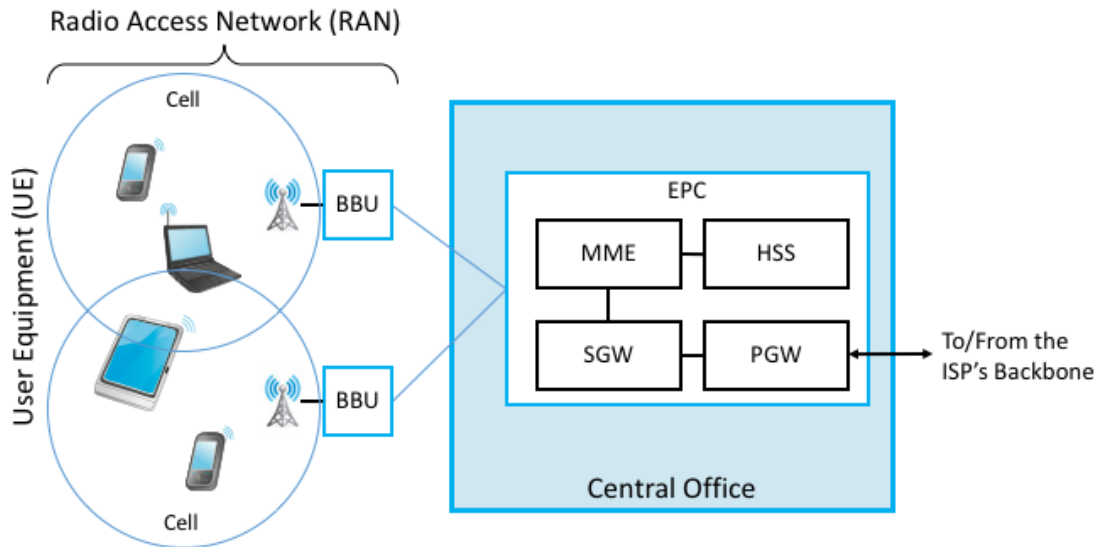 Radio Access Network (RAN)
User Equipment (UE)
Cell
BBU
BBU
Cell
EPC
MME
HSS
SGW
PGW
Central Office
To/From the
ISP's Backbone